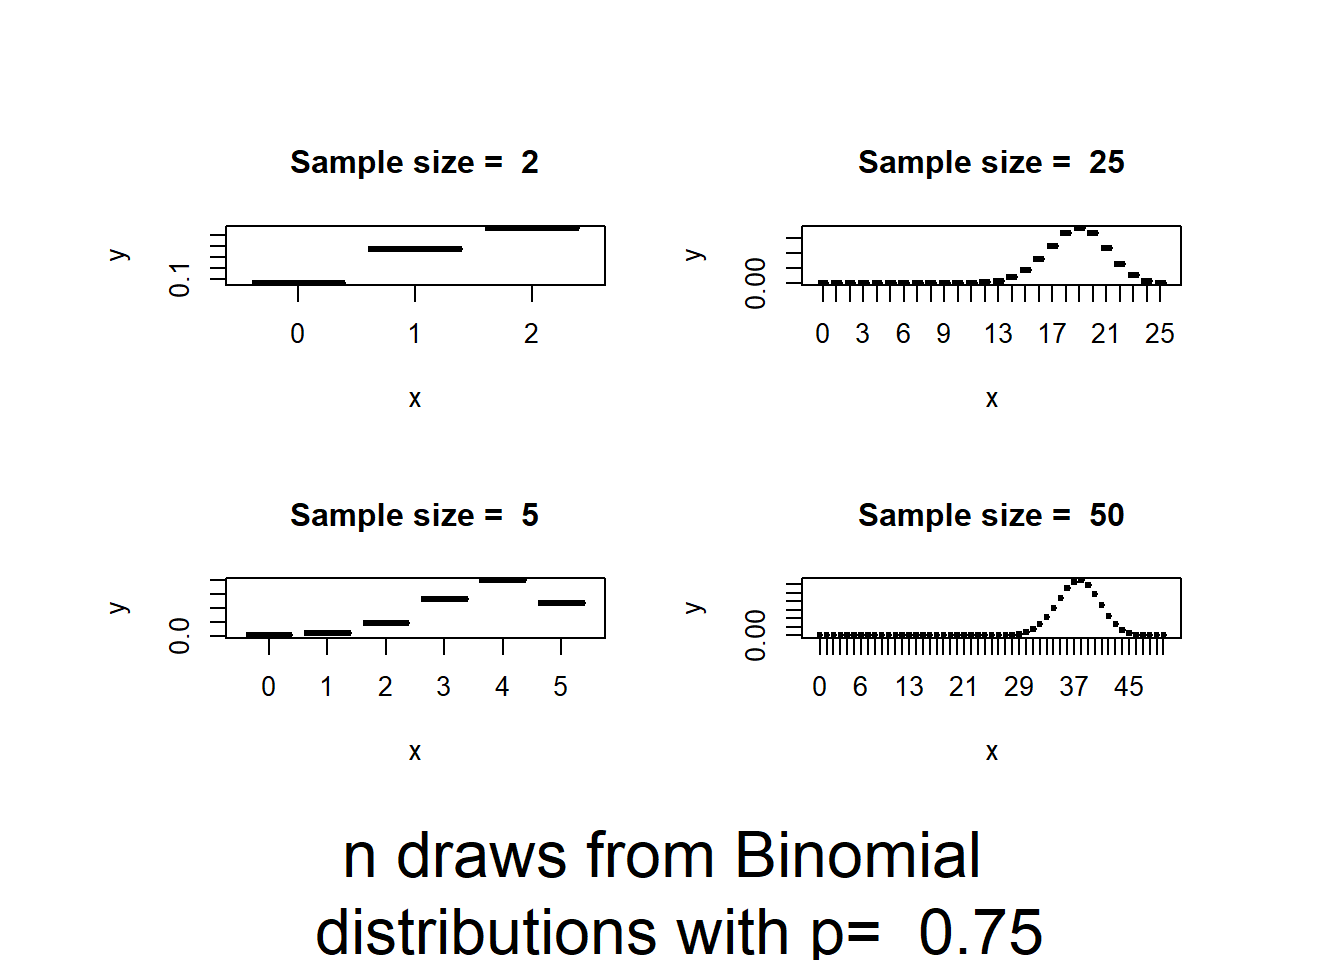 Sample size =  2
y
0.1
0 1 2
x
Sample size =  25
y
0.00
0 3 6 9 13 17 21 25
x
Sample size =  5
y
0.0
0 1 2 3 4 5
x
Sample size =  50
y
0.00
0 6 13 21 29 37 45
x
n draws from Binomial
distributions with p=  0.75